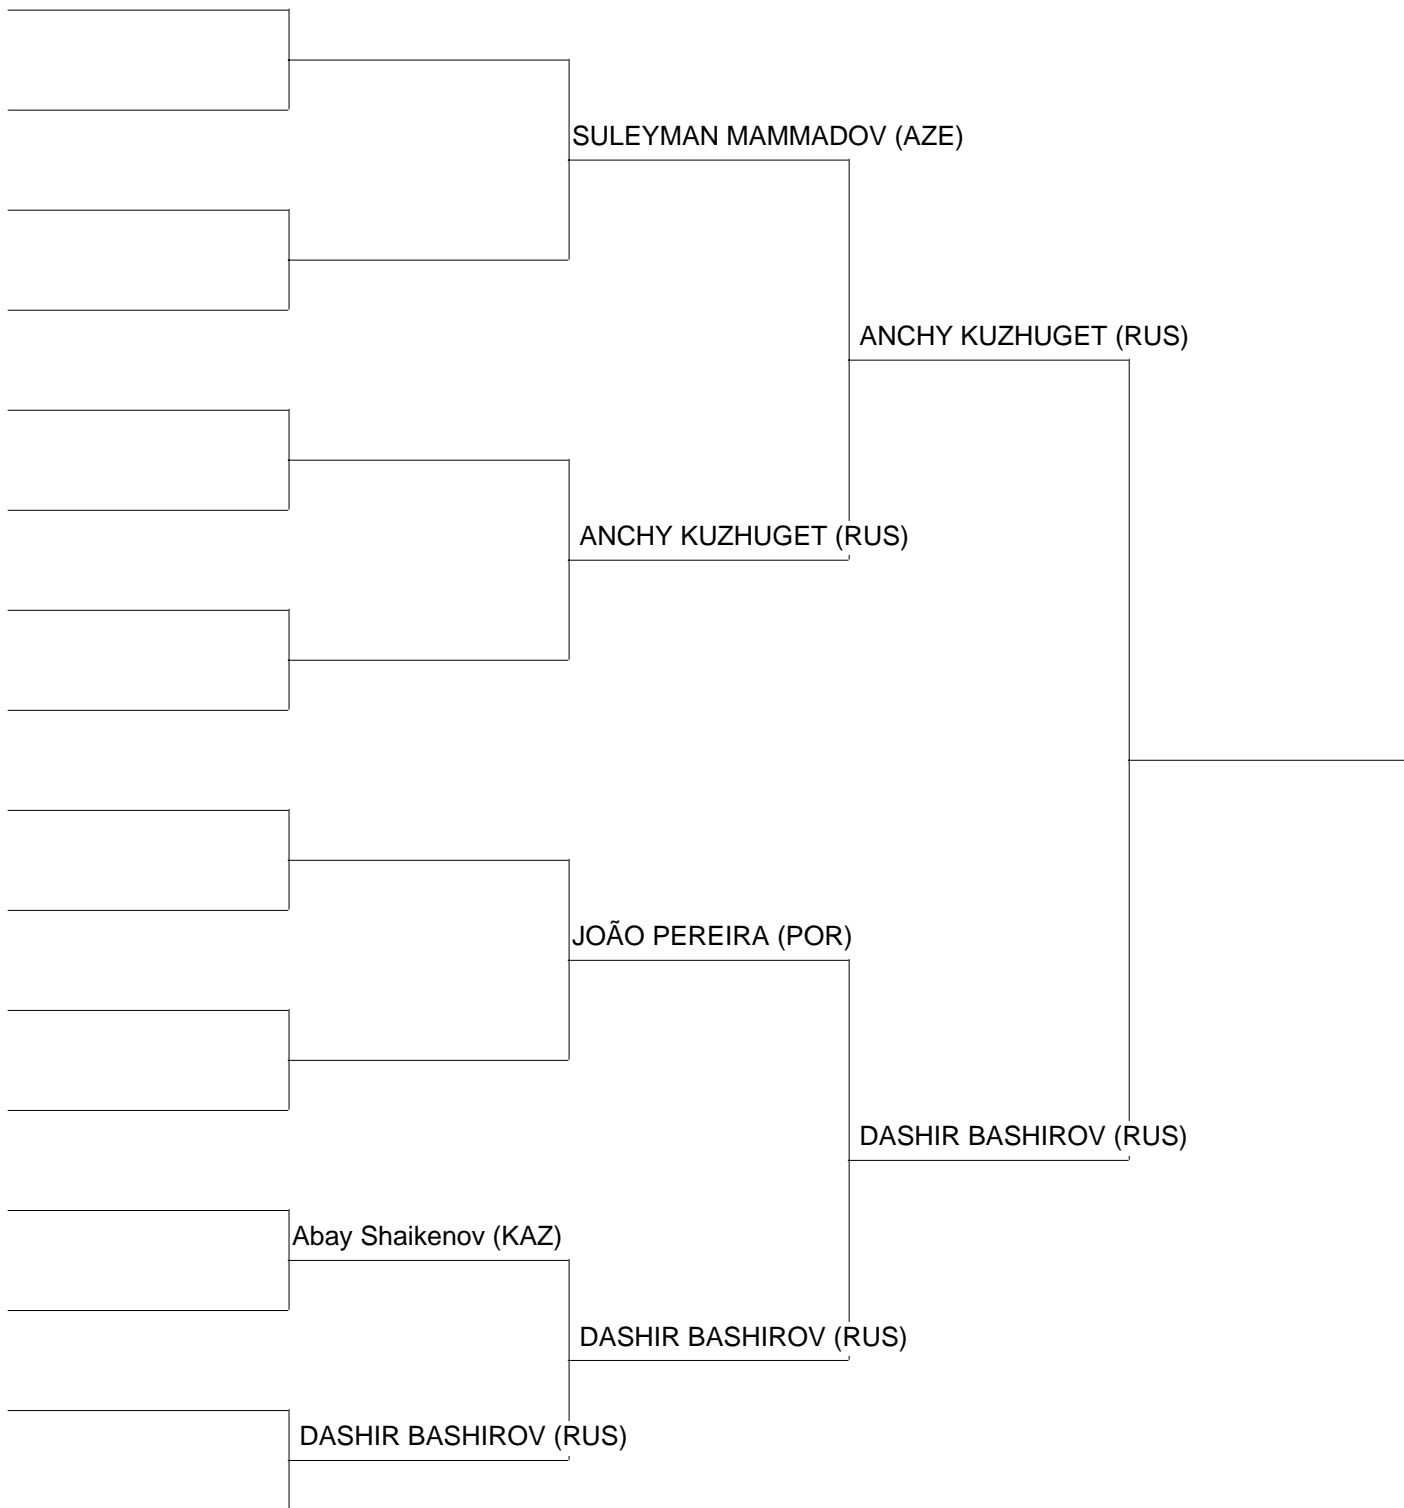 SULEYMAN MAMMADOV (AZE)
ANCHY KUZHUGET (RUS)
ANCHY KUZHUGET (RUS)
JOÃO PEREIRA (POR)
DASHIR BASHIROV (RUS)
Abay Shaikenov (KAZ)
DASHIR BASHIROV (RUS)
DASHIR BASHIROV (RUS)